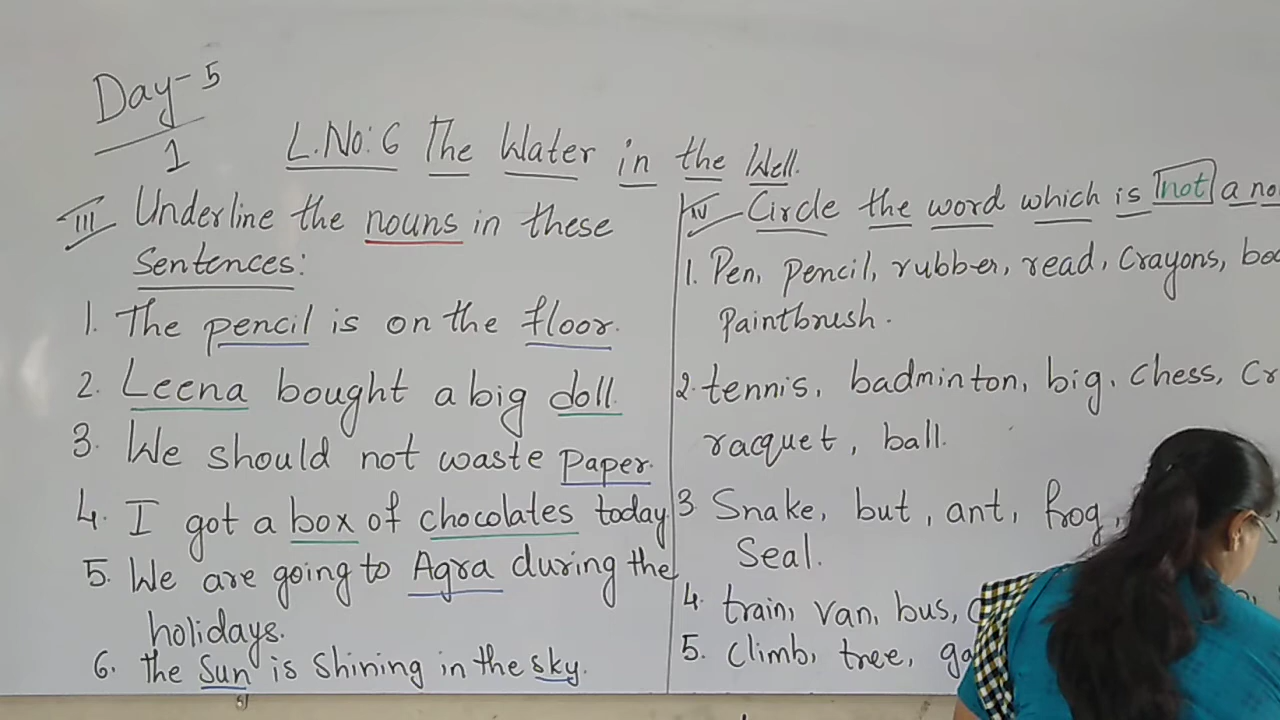 Day-5
1
L.No:6 The Water in the Well.
III Underline the nouns in these
Sentences:
1. The pencil is on the floor.
2. Leena bought a big doll.
3. We should not waste paper.
4. I got a box of chocolates today
5. We are going to Agra during the
holidays.
6. the Sun is Shining in the sky.
IV Circle the word which is not a
1. Pen, pencil, rubber, read, Crayons,
Paintbrush.
2. tennis, badminton, big, chess,
racquet, ball.
3 Snake, but, ant, frog,
Seal.
4. train, van, bus,
5. Climb, tree,